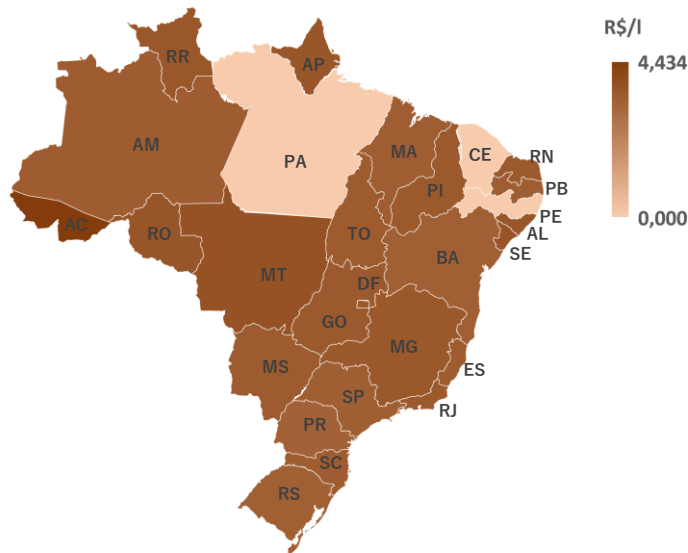 R$/l
4,434
0,000
RR
AP
AM
PA
MA
CE
RN
PI
PB
PE
AL
SE
AC
RO
TO
BA
MT
DF
GO
MG
MS
ES
SP
RJ
PR
SC
RS